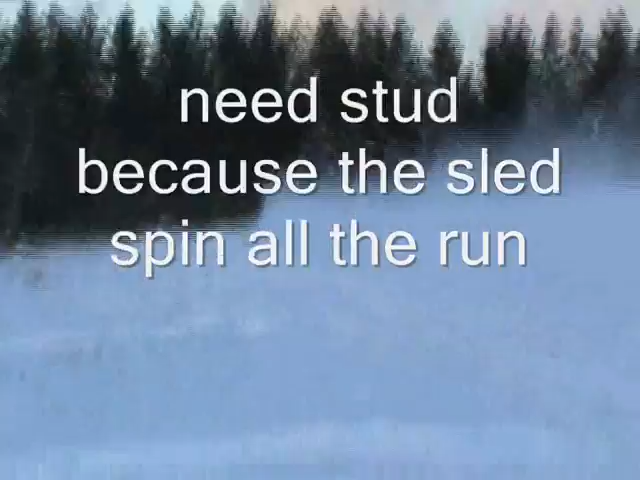 need stud
because the sled
spin all the run